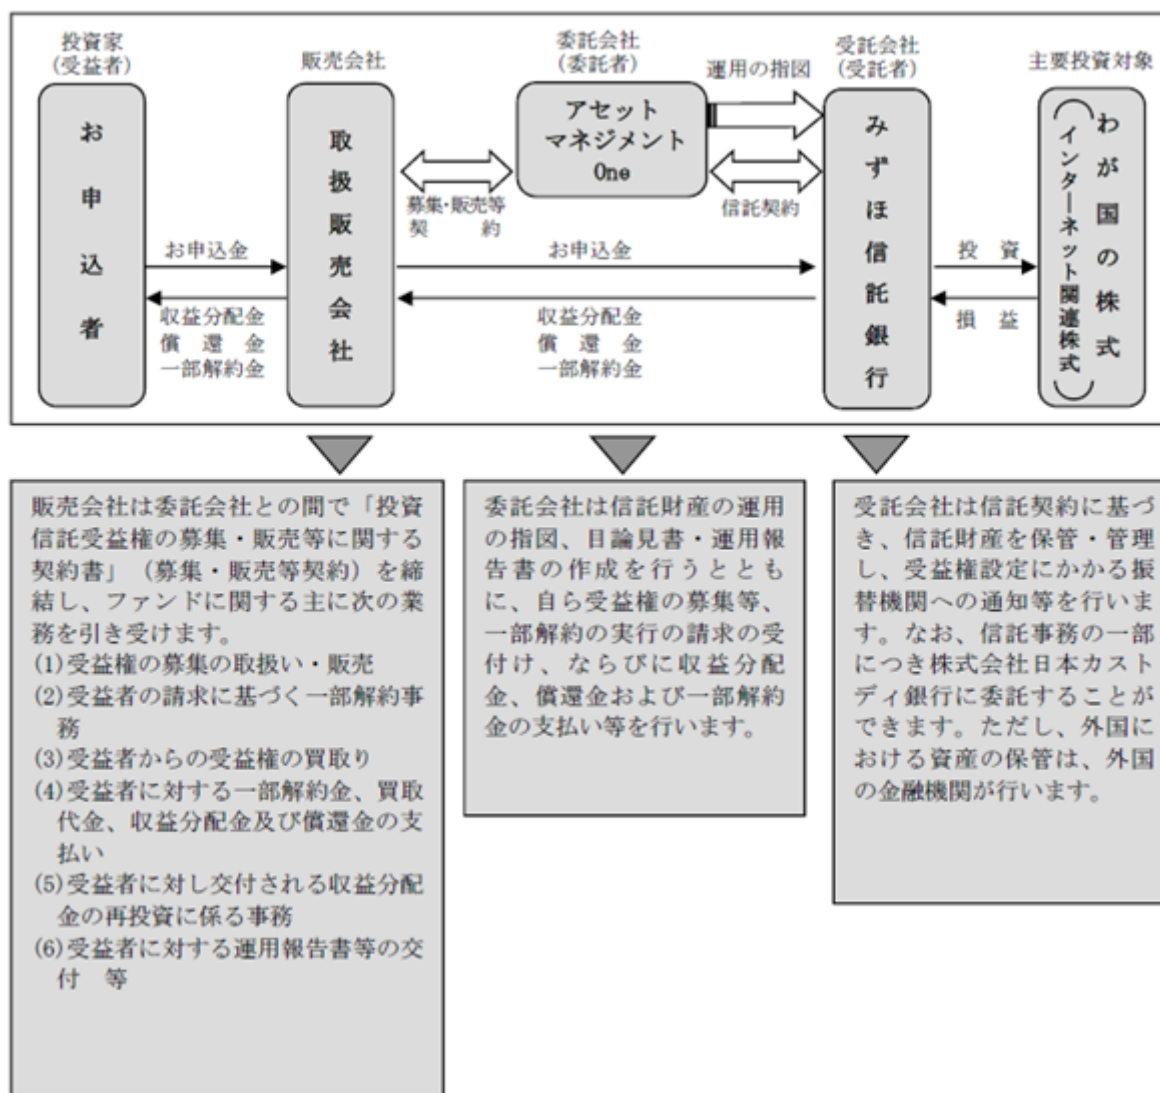 投資家
(受益者)
お申込者
販売会社
取扱販売会社
委託会社
(委託者)
アセット
マネジメント
One
運用の指図
受託会社
(受託者)
みずほ信託銀行
主要投資対象
わが国の株式
(インターネット関連株式)
募集・販売等
契　約
信託契約
お申込金
収益分配金
償　還　金
一部解約金
お申込金
収益分配金
償　還　金
一部解約金
投　資
損　益
販売会社は委託会社との間で「投資
信託受益権の募集・販売等に関する
契約書」（募集・販売等契約）を締
結し、ファンドに関する主に次の業
務を引き受けます。
(1)受益権の募集の取扱い・販売
(2)受益者の請求に基づく一部解約事
務
(3)受益者からの受益権の買取り
(4)受益者に対する一部解約金、買取
代金、収益分配金及び償還金の支
払い
(5)受益者に対し交付される収益分配
金の再投資に係る事務
(6)受益者に対する運用報告書等の交
付　等
委託会社は信託財産の運用
の指図、目論見書・運用報
告書の作成を行うととも
に、自ら受益権の募集等、
一部解約の実行の請求の受
付け、ならびに収益分配
金、償還金および一部解約
金の支払い等を行います。
受託会社は信託契約に基づ
き、信託財産を保管・管理
し、受益権設定にかかる振
替機関への通知等を行いま
す。なお、信託事務の一部
につき株式会社日本カスト
ディ銀行に委託することが
できます。ただし、外国に
おける資産の保管は、外国
の金融機関が行います。